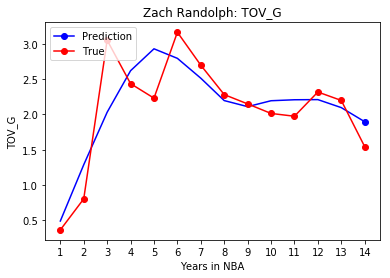 Zach Randolph: TOV_G
Prediction
True
3.0
2.5
2.0
1.5
1.0
0.5
TOV_G
1 2 3 4 5 6 7 8 9 10 11 12 13 14
Years in NBA